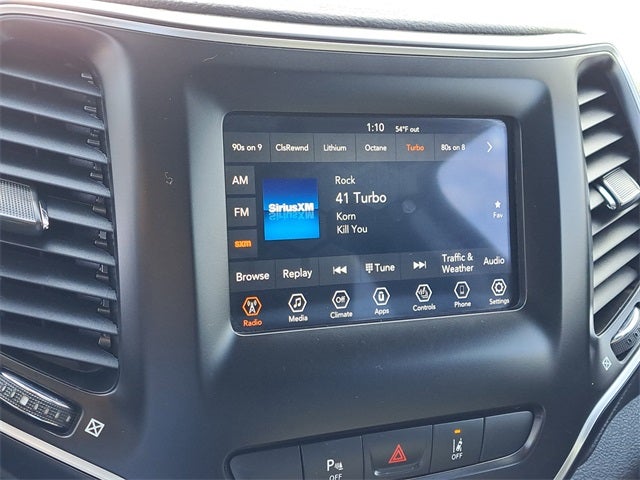 1:10 54°F out
90s on 9 ClsRewnd Lithium Octane Turbo 80s on 8
AM
FM
sxm
SiriusXM
Rock
41 Turbo
Korn
Kill You
Fav
Browse Replay Tune Traffic & Weather Audio
Radio Media Climate Apps Controls Phone Settings
Off
P OFF
OFF